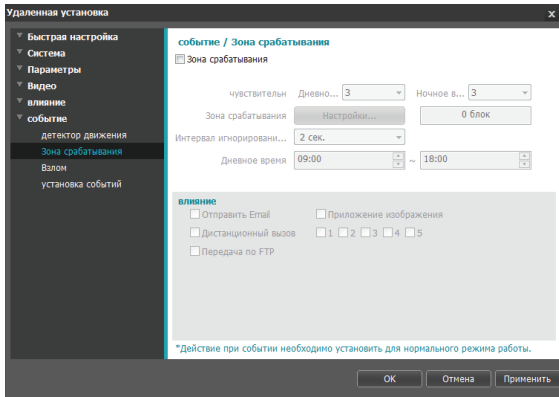 Удаленная установка x
Быстрая настройка
Система
Параметры
Видео
влияние
событие
детектор движения
Зона срабатывания
Взлом
установка событий
событие / Зона срабатывания
Зона срабатывания
чувствительн Дневно... 3 Ночное в... 3
Зона срабатывания Настройки... 0 блок
Интервал игнорировани... 2 сек.
Дневное время 09:00 ~ 18:00
влияние
Отправить Email Приложение изображения
Дистанционный вызов 1 2 3 4 5
Передача по FTP
*Действие при событии необходимо установить для нормального режима работы.
OK Отмена Применить